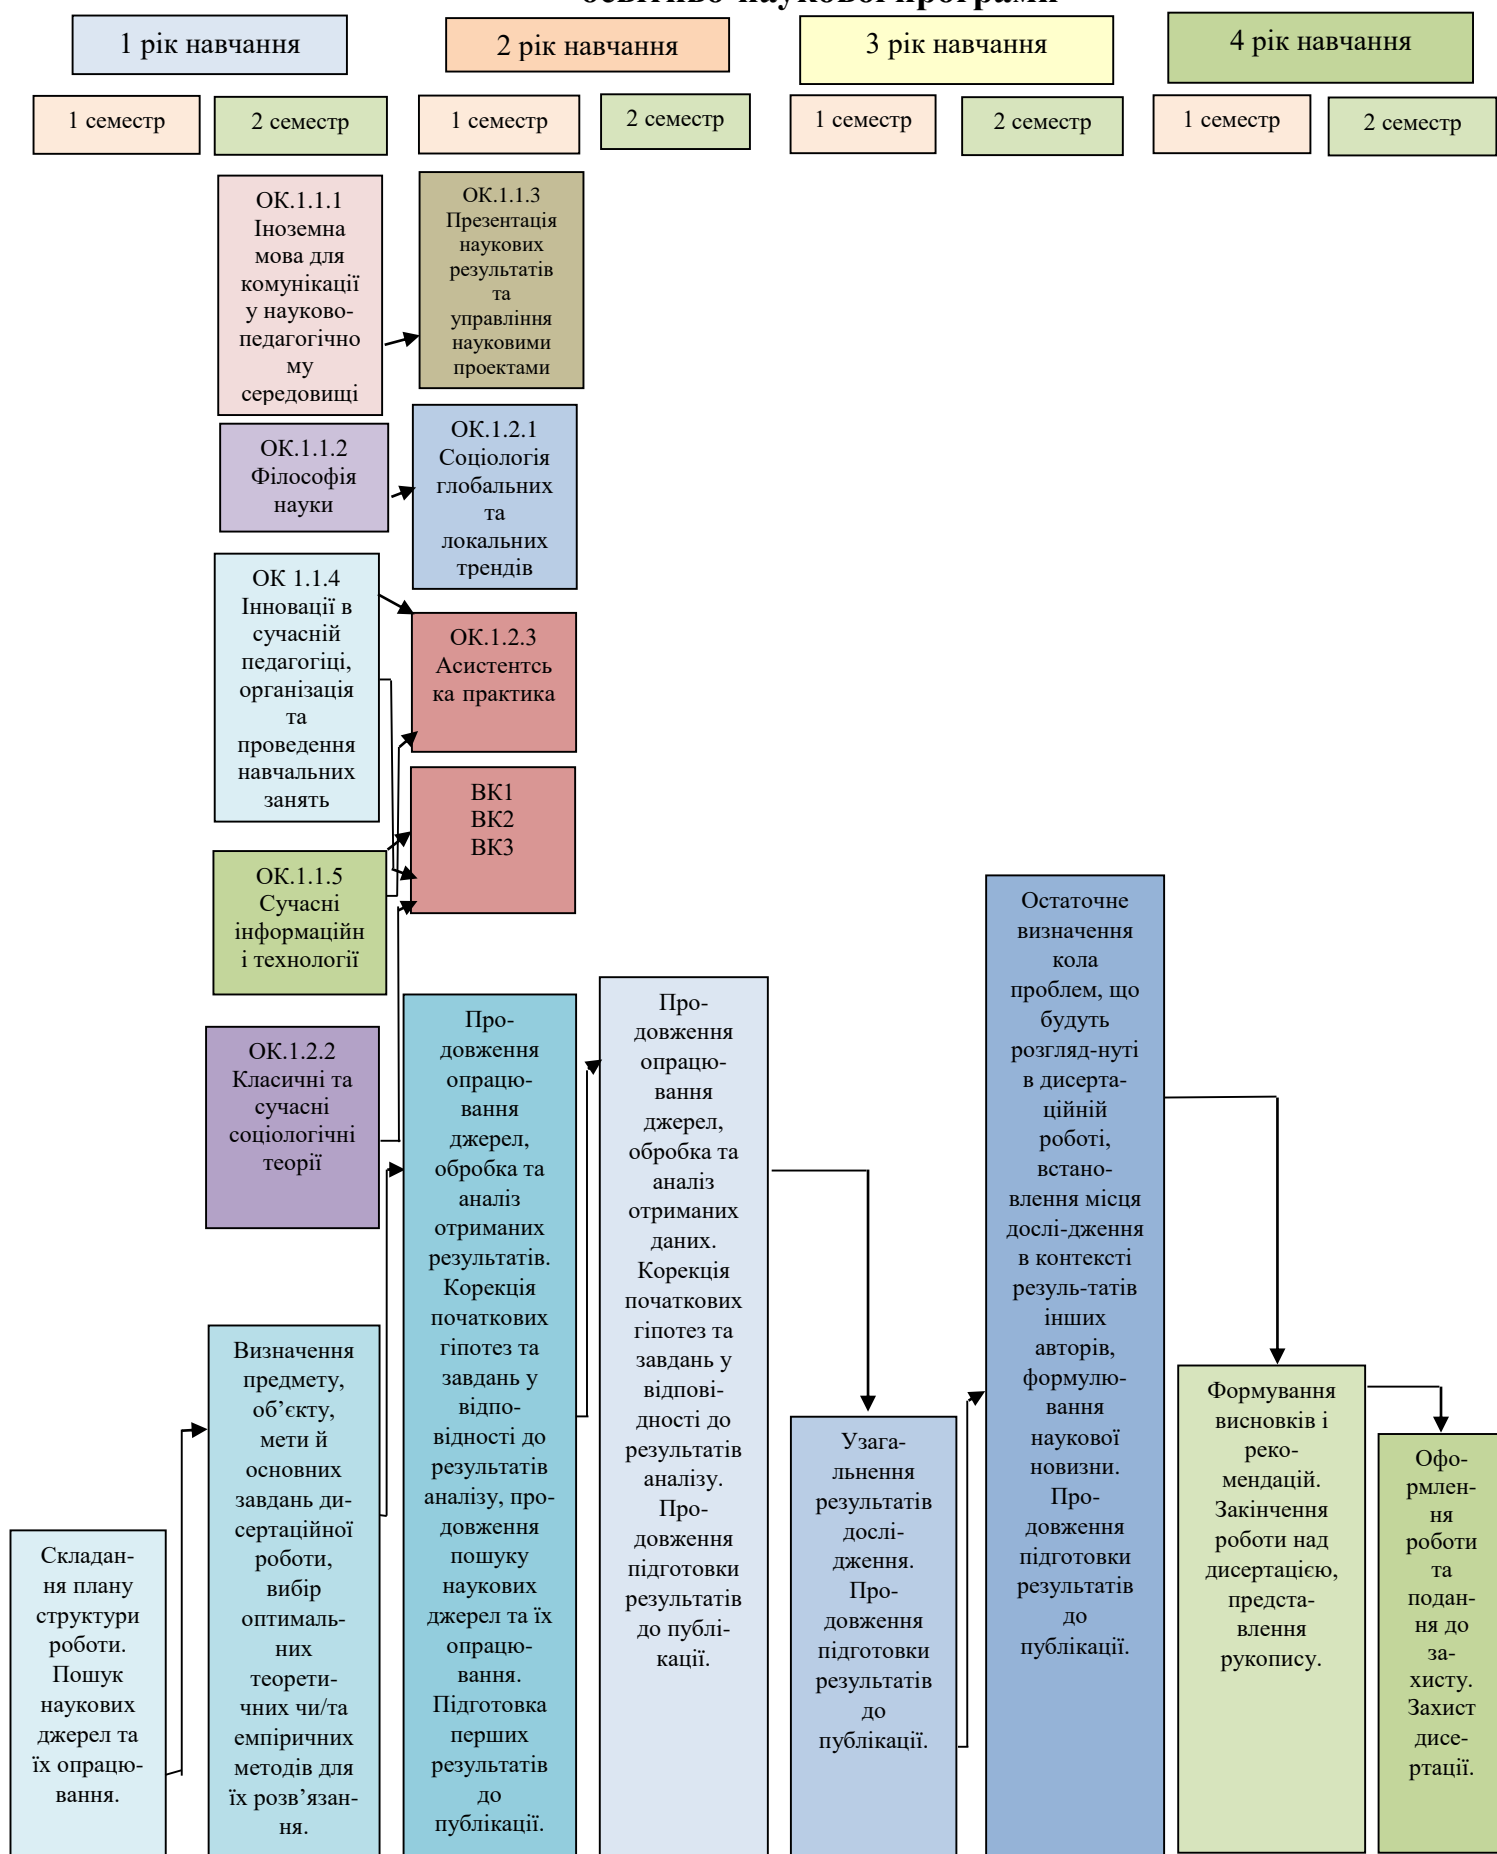 освітньо-наукової програми
1 рік навчання
2 рік навчання
3 рік навчання
4 рік навчання
1 семестр
2 семестр
1 семестр
2 семестр
1 семестр
2 семестр
1 семестр
2 семестр
ОК.1.1.1
Іноземна
мова для
комунікації
у науково-
педагогічно
му
середовищі
ОК.1.1.3
Презентація
наукових
результатів
та
управління
науковими
проектами
ОК.1.1.2
Філософія
науки
ОК.1.2.1
Соціологія
глобальних
та
локальних
трендів
ОК 1.1.4
Інновації в
сучасній
педагогіці,
організація
та
проведення
навчальних
занять
ОК.1.2.3
Асистентсь
ка практика
ВК1
ВК2
ВК3
ОК.1.1.5
Сучасні
інформаційн
і технології
ОК.1.2.2
Класичні та
сучасні
соціологічні
теорії
Складан-
ня плану
структури
роботи.
Пошук
наукових
джерел та
їх опрацю-
вання.
Визначення
предмету,
об’єкту,
мети й
основних
завдань ди-
сертаційної
роботи,
вибір
оптималь-
них
теорети-
чних чи/та
емпіричних
методів для
їх розв’язан-
ня.
Про-
довження
опрацю-
вання
джерел,
обробка та
аналіз
отриманих
результатів.
Корекція
початкових
гіпотез та
завдань у
відпо-
відності до
результатів
аналізу, про-
довження
пошуку
наукових
джерел та їх
опрацю-
вання.
Підготовка
перших
результатів
до
публікації.
Про-
довження
опрацю-
вання
джерел,
обробка та
аналіз
отриманих
даних.
Корекція
початкових
гіпотез та
завдань у
відпові-
дності до
результатів
аналізу.
Про-
довження
підготовки
результатів
до публі-
кації.
Узага-
льнення
результатів
дослі-
дження.
Про-
довження
підготовки
результатів
до
публікації.
Остаточне
визначення
кола
проблем, що
будуть
розгляд-нуті
в дисерта-
ційній
роботі,
встано-
влення місця
дослі-дження
в контексті
резуль-татів
інших
авторів,
формулю-
вання
наукової
новизни.
Про-
довження
підготовки
результатів
до
публікації.
Формування
висновків і
реко-
мендацій.
Закінчення
роботи над
дисертацією,
предста-
влення
рукопису.
Офо-
рмлен-
ня
роботи
та
подан-
ня до
за-
хисту.
Захист
дисе-
ртації.